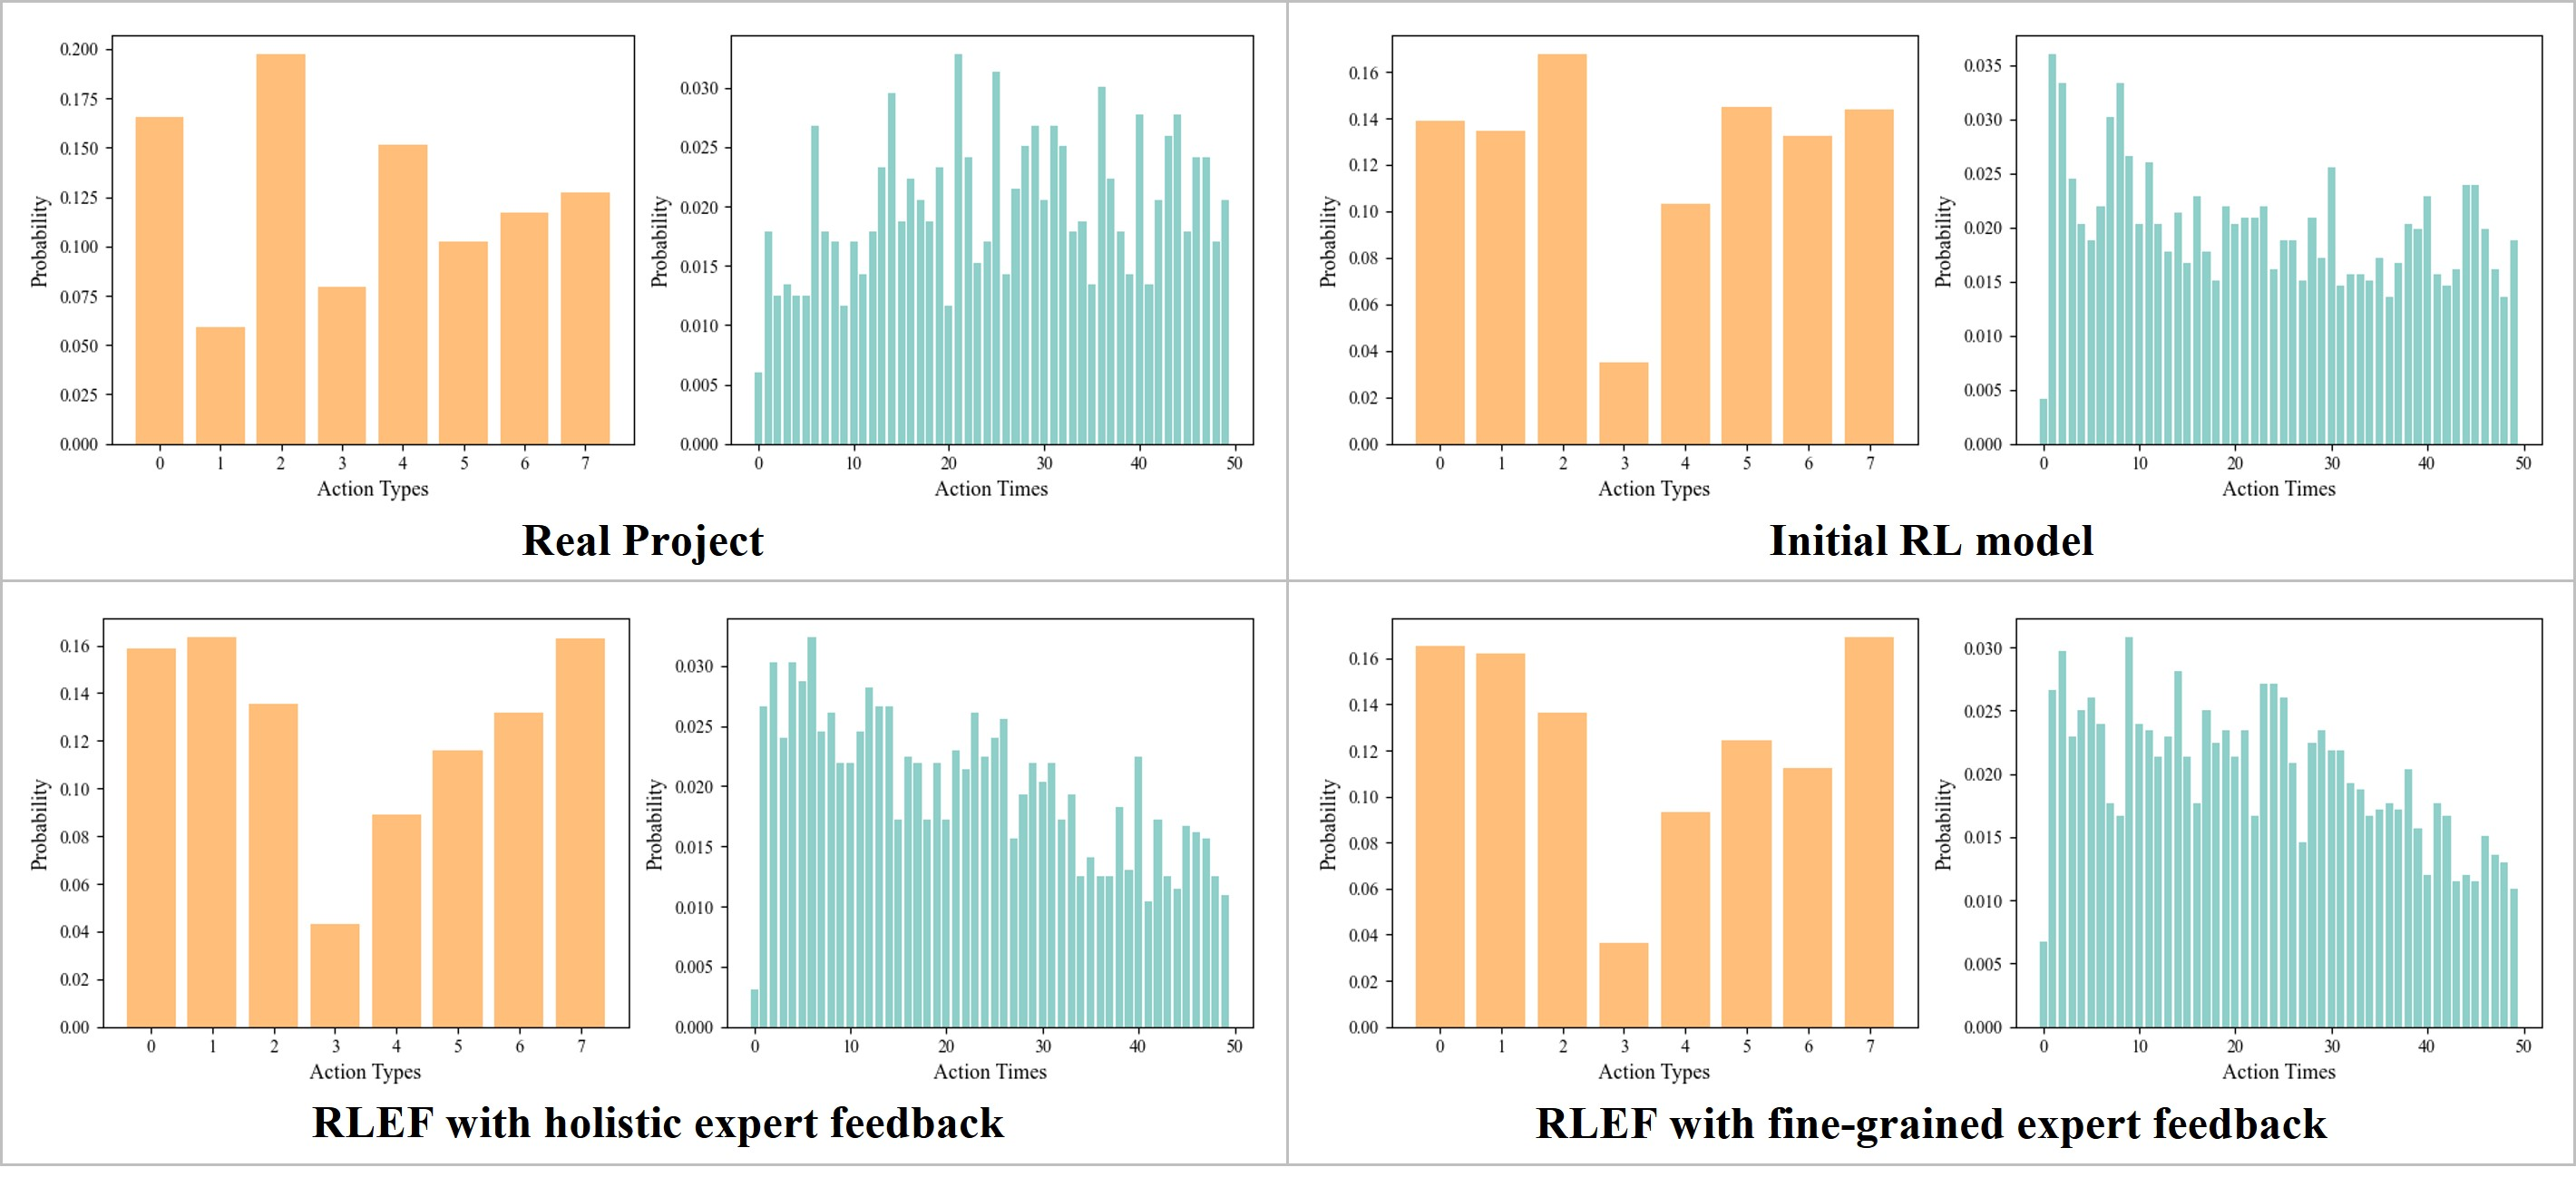 0.200
0.175
0.150
0.125
0.100
0.075
0.050
0.025
0.000
Probability
0 1 2 3 4 5 6 7
Action Types
0.030
0.025
0.020
0.015
0.010
0.005
0.000
Probability
0 10 20 30 40 50
Action Times
Real Project
0.16
0.14
0.12
0.10
0.08
0.06
0.04
0.02
0.00
Probability
0 1 2 3 4 5 6 7
Action Types
0.035
0.030
0.025
0.020
0.015
0.010
0.005
0.000
Probability
0 10 20 30 40 50
Action Times
Initial RL model
0.16
0.14
0.12
0.10
0.08
0.06
0.04
0.02
0.00
Probability
0 1 2 3 4 5 6 7
Action Types
0.030
0.025
0.020
0.015
0.010
0.005
0.000
Probability
0 10 20 30 40 50
Action Times
RLEF with holistic expert feedback
0.16
0.14
0.12
0.10
0.08
0.06
0.04
0.02
0.00
Probability
0 1 2 3 4 5 6 7
Action Types
0.030
0.025
0.020
0.015
0.010
0.005
0.000
Probability
0 10 20 30 40 50
Action Times
RLEF with fine-grained expert feedback